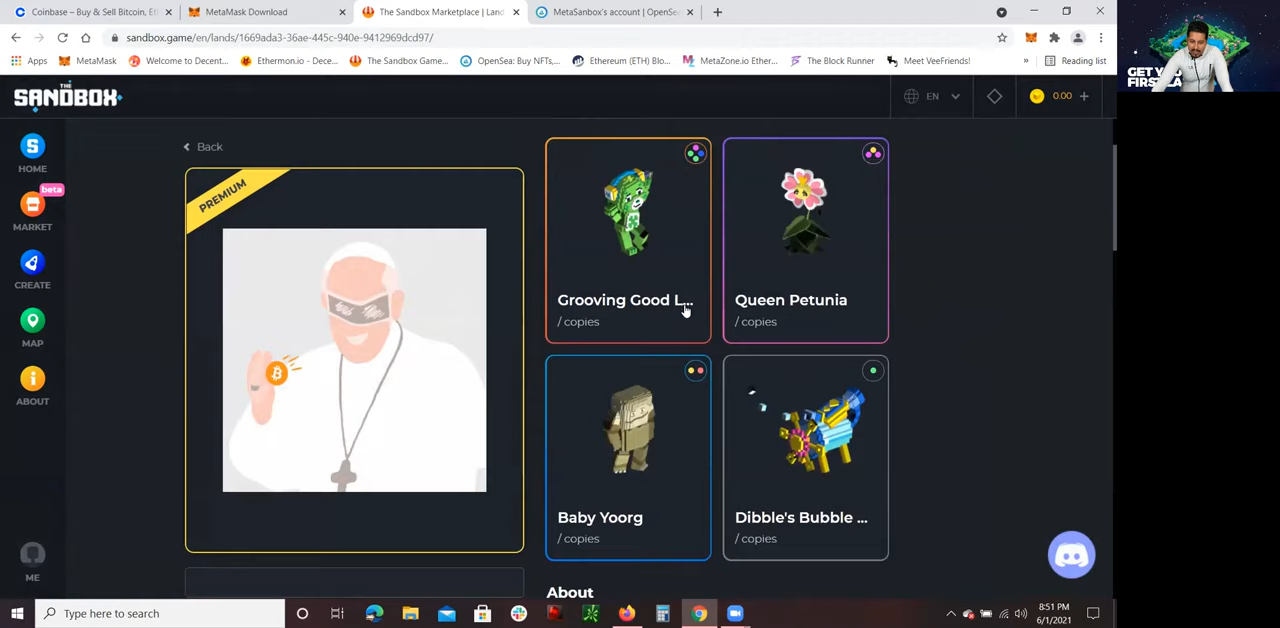 Coinbase – Buy & Sell Bitcoin, Et
MetaMask Download
The Sandbox Marketplace | Land
MetaSanbox's account | OpenSea
sandbox.game/en/lands/1669ada3-36ae-445c-940e-9412969dcd97/
Apps
MetaMask
Welcome to Decent...
Ethermon.io - Dece...
The Sandbox Game...
OpenSea: Buy NFTs,...
Ethereum (ETH) Blo...
MetaZone.io Ether...
The Block Runner
Meet VeeFriends!
»
Reading list
THE
SANDBOX
EN
0.00 +
HOME
beta
MARKET
CREATE
MAP
ABOUT
ME
Back
PREMIUM
Grooving Good L...
/ copies
Queen Petunia
/ copies
Baby Yoorg
/ copies
Dibble's Bubble ...
/ copies
About
Type here to search
8:51 PM
6/1/2021
GET YO
FIRST LA